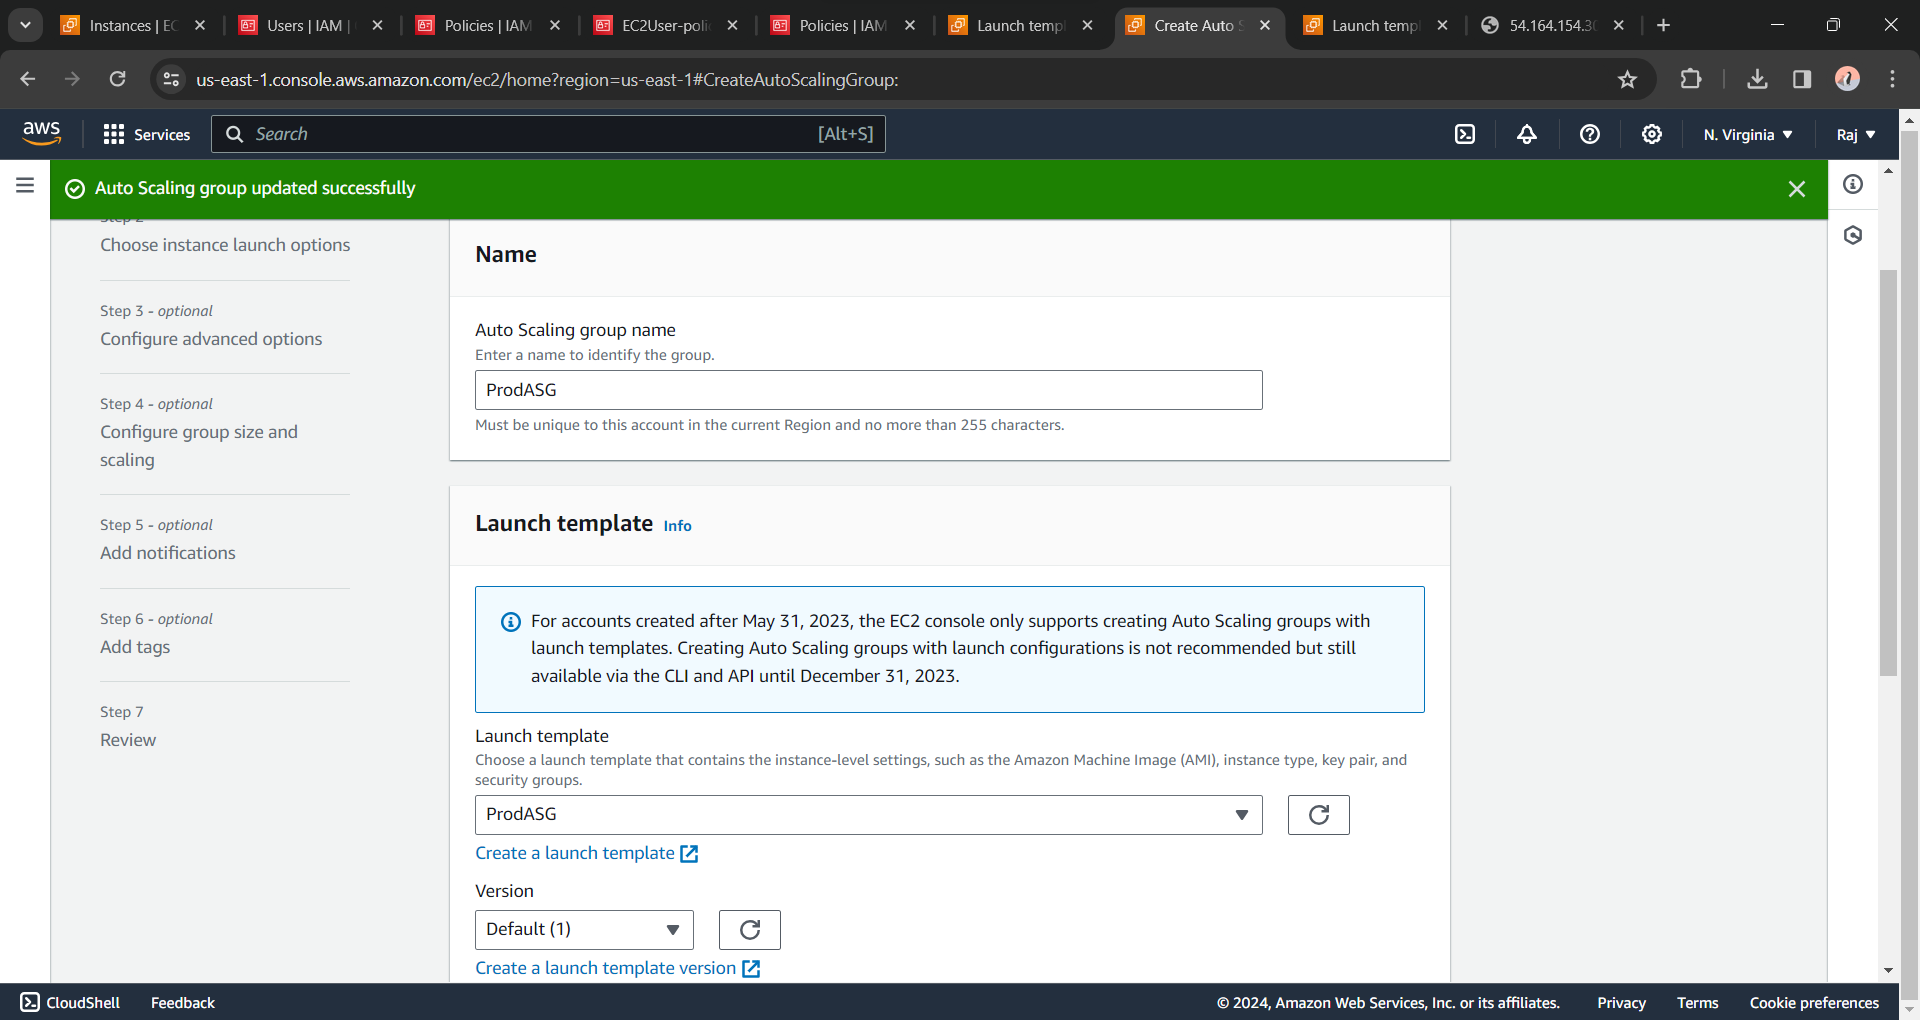 Instances | EC
Users | IAM |
Policies | IAM
EC2User-poli
Policies | IAM
Launch temp
Create Auto S
Launch temp
54.164.154.30
us-east-1.console.aws.amazon.com/ec2/home?region=us-east-1#CreateAutoScalingGroup:
aws
Services
Search
[Alt+S]
N. Virginia
Raj
Auto Scaling group updated successfully
Step 2
Choose instance launch options
Step 3 - optional
Configure advanced options
Step 4 - optional
Configure group size and
scaling
Step 5 - optional
Add notifications
Step 6 - optional
Add tags
Step 7
Review
Name
Auto Scaling group name
Enter a name to identify the group.
ProdASG
Must be unique to this account in the current Region and no more than 255 characters.
Launch template Info
For accounts created after May 31, 2023, the EC2 console only supports creating Auto Scaling groups with
launch templates. Creating Auto Scaling groups with launch configurations is not recommended but still
available via the CLI and API until December 31, 2023.
Launch template
Choose a launch template that contains the instance-level settings, such as the Amazon Machine Image (AMI), instance type, key pair, and
security groups.
ProdASG
Create a launch template
Version
Default (1)
Create a launch template version
CloudShell
Feedback
© 2024, Amazon Web Services, Inc. or its affiliates.
Privacy
Terms
Cookie preferences